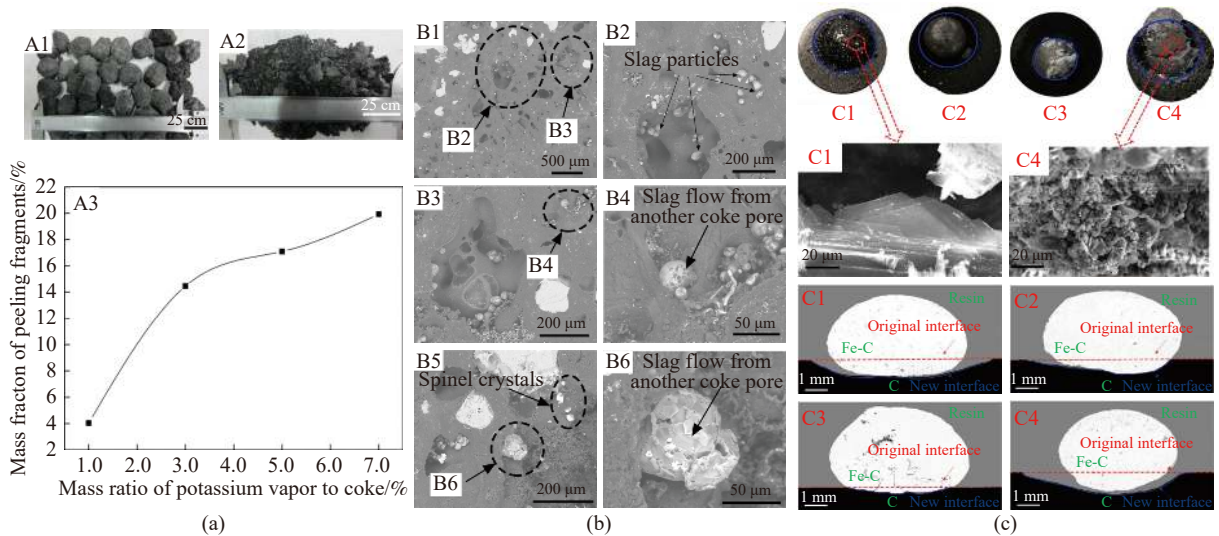 A1
25 cm
A2
25 cm
A3
Mass fracton of peeling fragments/%
22
20
18
16
14
12
10
8
6
4
2
1.0 2.0 3.0 4.0 5.0 6.0 7.0
Mass ratio of potassium vapor to coke/%
(a)
B1
B2
B3
500 μm
B2
Slag particles
200 μm
B3
B4
200 μm
B4
Slag flow from
another coke pore
50 μm
B5
Spinel crystals
B6
200 μm
B6
Slag flow from
another coke pore
50 μm
(b)
C1 C2 C3 C4
C1
20 μm
C4
20 μm
C1
Resin
Original interface
Fe-C
1 mm
C New interface
C2
Resin
Original interface
Fe-C
1 mm
C New interface
C3
Resin
Original interface
Fe-C
1 mm
C New interface
C4
Resin
Original interface
Fe-C
1 mm
C New interface
(c)